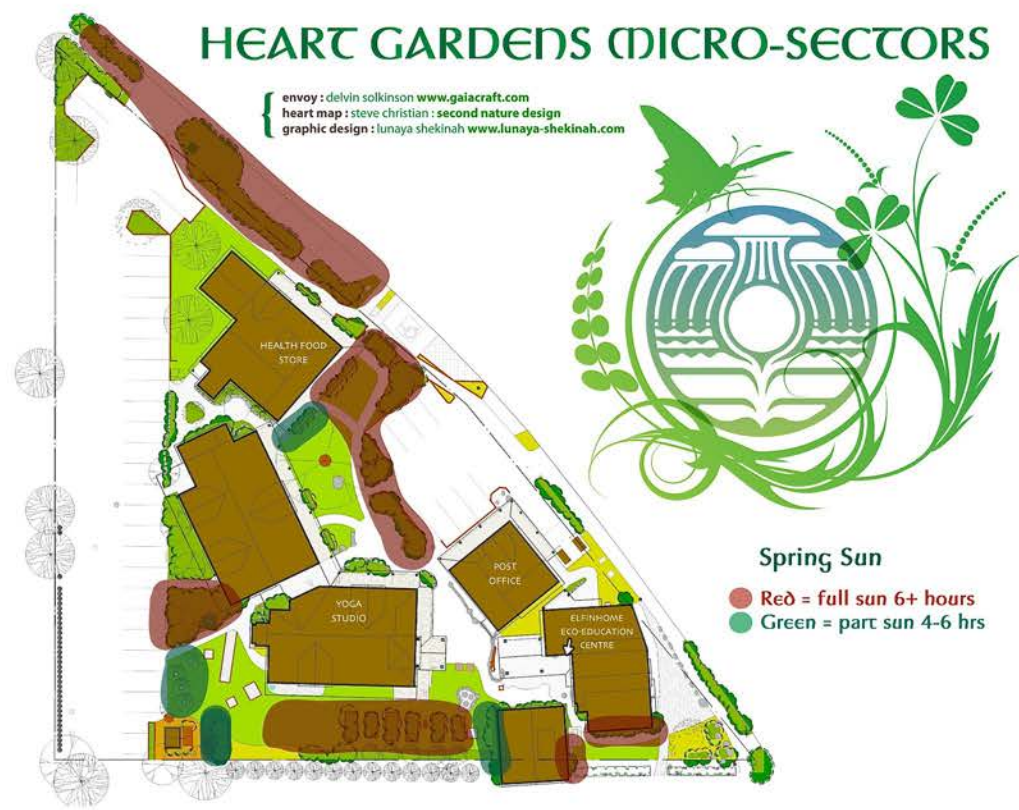 HEART GARDENS MICRO-SECTORS
envoy : delvin solkinson www.gaiacraft.com
heart map : steve christian : second nature design
graphic design : lunaya shekinah www.lunaya-shekinah.com
HEALTH FOOD
STORE
POST
OFFICE
YOGA
STUDIO
ELFINHOME
ECO-EDUCATION
CENTRE
Spring Sun
Red = full sun 6+ hours
Green = part sun 4-6 hrs